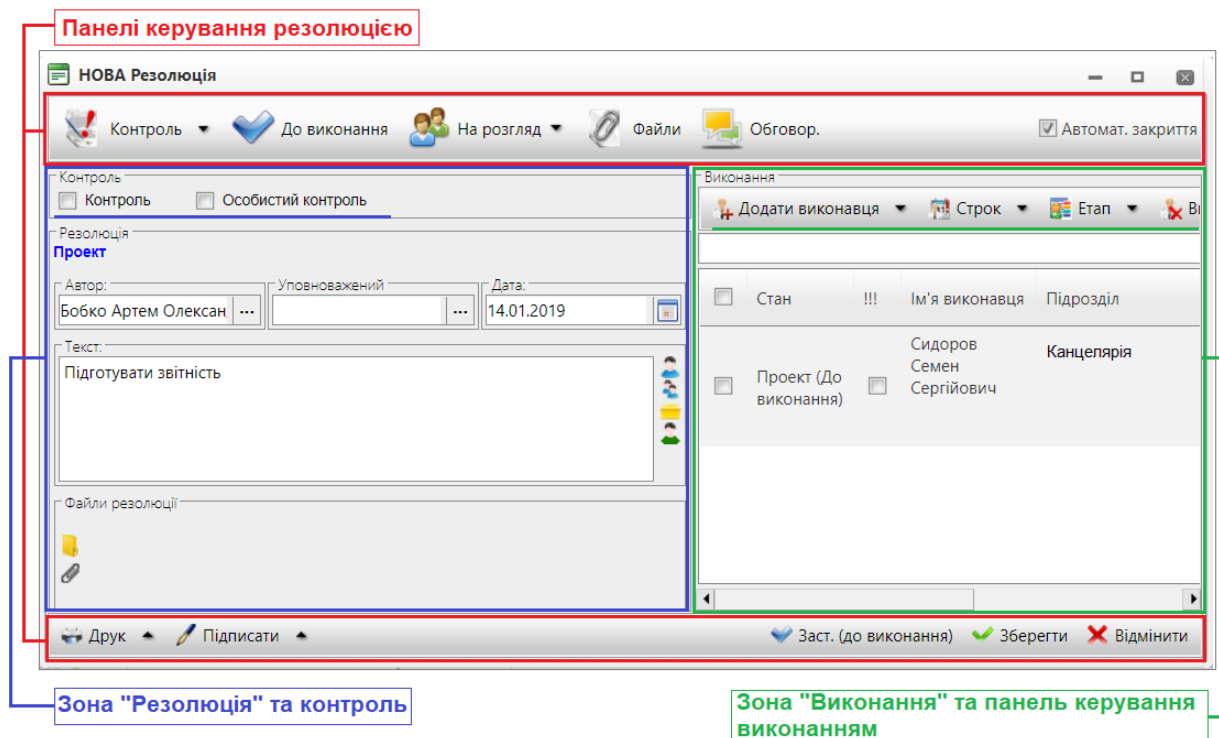 Панелі керування резолюцією
НОВА Резолюція
Контроль До виконання На розгляд Файли Обговор. Автомат. закриття
Контроль
Контроль Особистий контроль
Резолюція
Проект
Автор: Уповноважений Дата:
Бобко Артем Олексан ... ... 14.01.2019
Текст:
Підготувати звітність
Файли резолюції
Виконання
Додати виконавця Строк Етап
Стан !!! Ім'я виконавця Підрозділ
Проект (До
виконання)
Сидоров
Семен
Сергійович
Канцелярія
Друк Підписати Заст. (до виконання) Зберегти Відмінити
Зона "Резолюція" та контроль
Зона "Виконання" та панель керування
виконанням